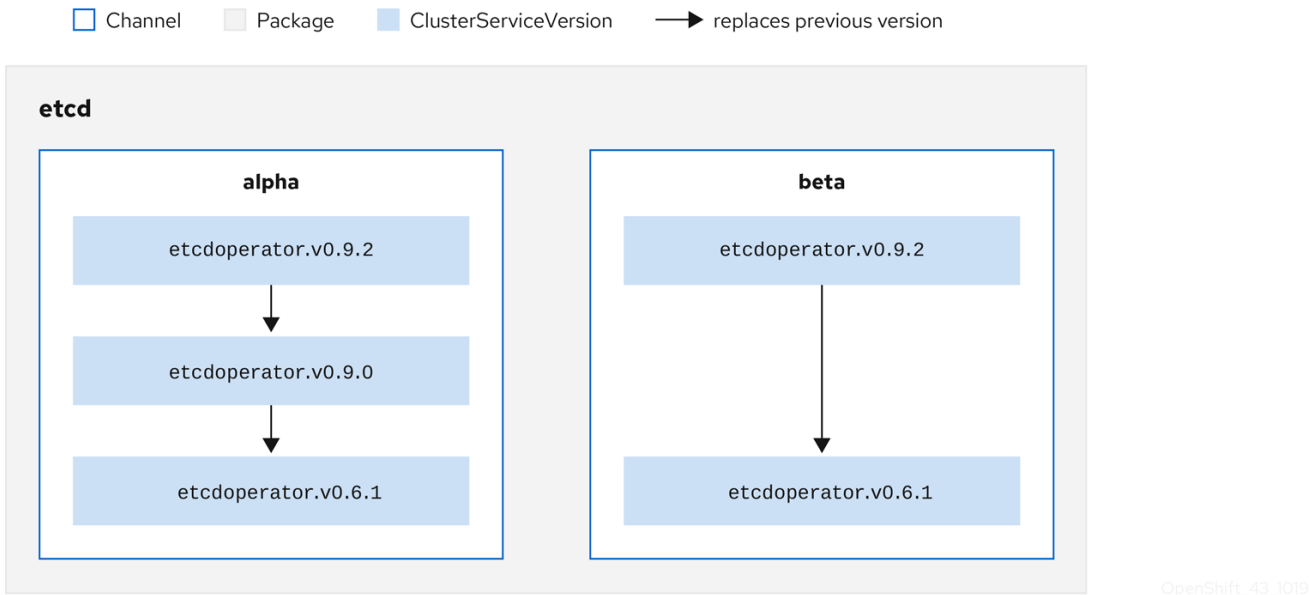 Channel Package ClusterServiceVersion replaces previous version
etcd
alpha
etcdoperator.v0.9.2
etcdoperator.v0.9.0
etcdoperator.v0.6.1
beta
etcdoperator.v0.9.2
etcdoperator.v0.6.1
OpenShift_43_1019